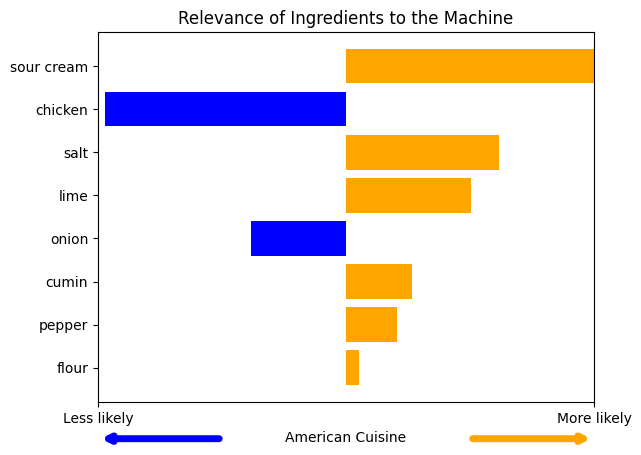 Relevance of Ingredients to the Machine
sour cream
chicken
salt
lime
onion
cumin
pepper
flour
Less likely
More likely
American Cuisine